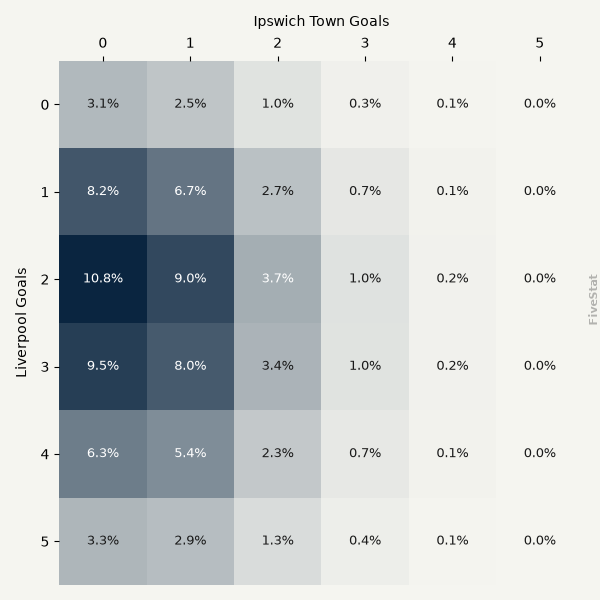 Ipswich Town Goals
0 1 2 3 4 5
0 3.1% 2.5% 1.0% 0.3% 0.1% 0.0%
1 8.2% 6.7% 2.7% 0.7% 0.1% 0.0%
2 10.8% 9.0% 3.7% 1.0% 0.2% 0.0%
3 9.5% 8.0% 3.4% 1.0% 0.2% 0.0%
4 6.3% 5.4% 2.3% 0.7% 0.1% 0.0%
5 3.3% 2.9% 1.3% 0.4% 0.1% 0.0%
Liverpool Goals
FiveStat